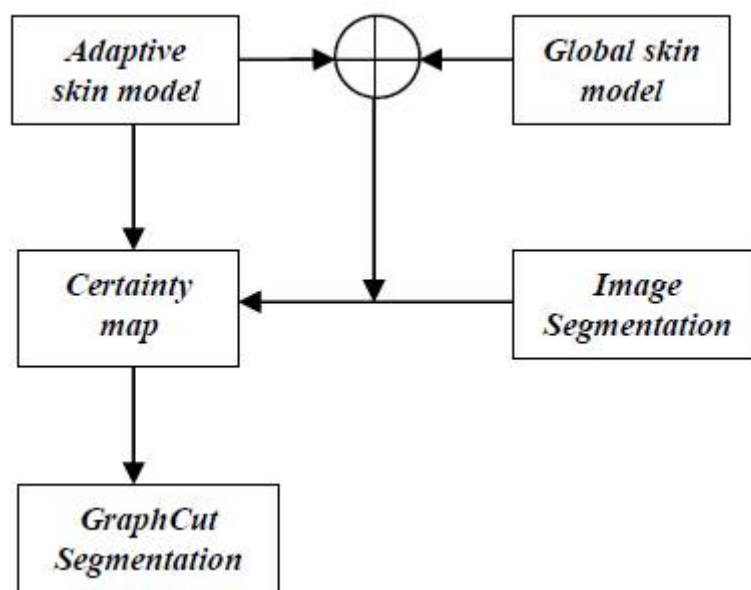 Adaptive
skin model
Global skin
model
Certainty
map
Image
Segmentation
GraphCut
Segmentation